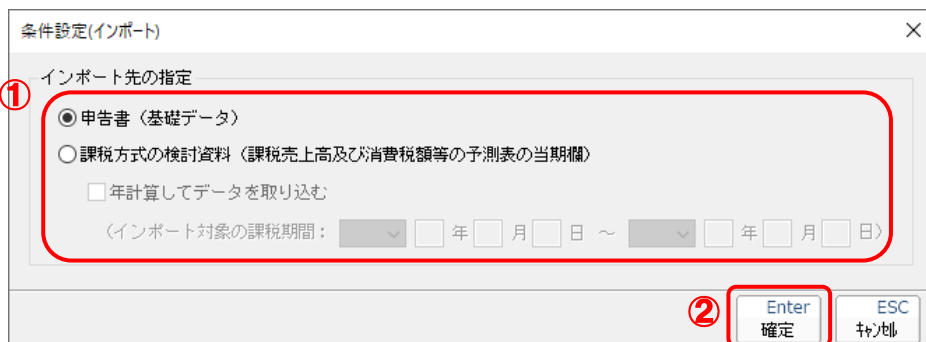 条件設定(インポート)
インポート先の指定
①
申告書（基礎データ）
課税方式の検討資料（課税売上高及び消費税額等の予測表の当期欄）
年計算してデータを取り込む
（インポート対象の課税期間： 年 月 日 ～ 年 月 日）
②
Enter
確定
ESC
キャンセル